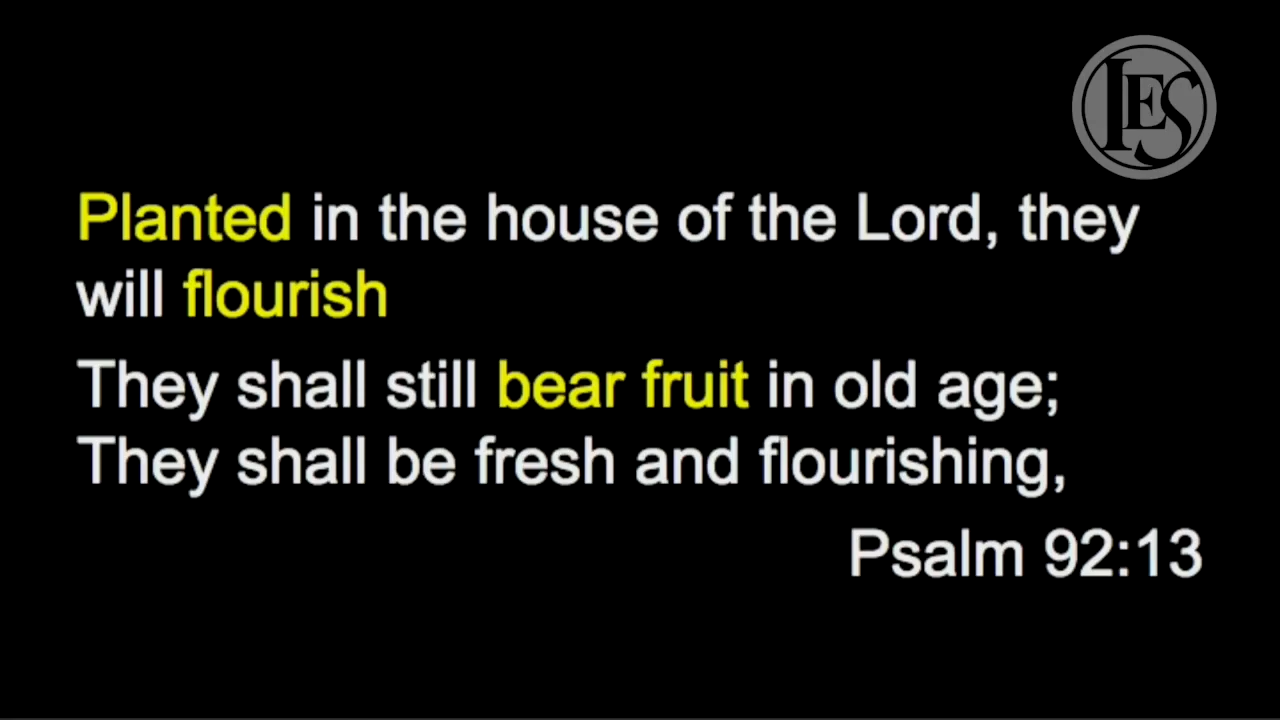 IES
Planted in the house of the Lord, they
will flourish
They shall still bear fruit in old age;
They shall be fresh and flourishing,
Psalm 92:13